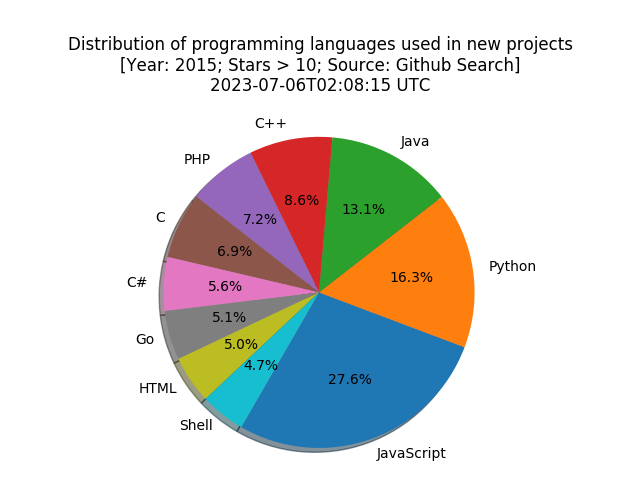 Distribution of programming languages used in new projects
[Year: 2015; Stars > 10; Source: Github Search]
2023-07-06T02:08:15 UTC
C++
Java
PHP
8.6%
13.1%
7.2%
C
6.9%
Python
16.3%
C#
5.6%
5.1%
Go
5.0%
4.7%
HTML
27.6%
Shell
JavaScript